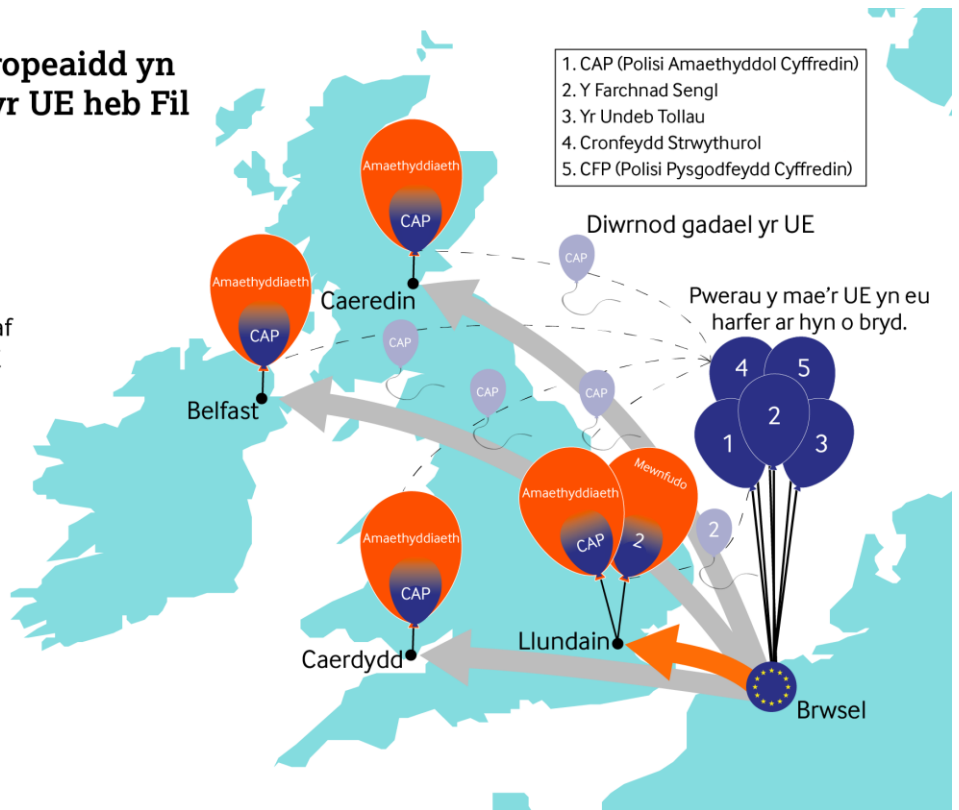 ropeaidd yn
yr UE heb Fil
af
1. CAP (Polisi Amaethyddol Cyffredin)
2. Y Farchnad Sengl
3. Yr Undeb Tollau
4. Cronfeydd Strwythurol
5. CFP (Polisi Pysgodfeydd Cyffredin)
Amaethyddiaeth
CAP
Diwrnod gadael yr UE
CAP
Amaethyddiaeth
CAP
Caeredin
Pwerau y mae'r UE yn eu
harfer ar hyn o bryd.
CAP
4
5
CAP
CAP
Belfast
2
1
3
Mewnfudo
Amaethyddiaeth
CAP
2
2
Amaethyddiaeth
CAP
Llundain
Caerdydd
Brwsel